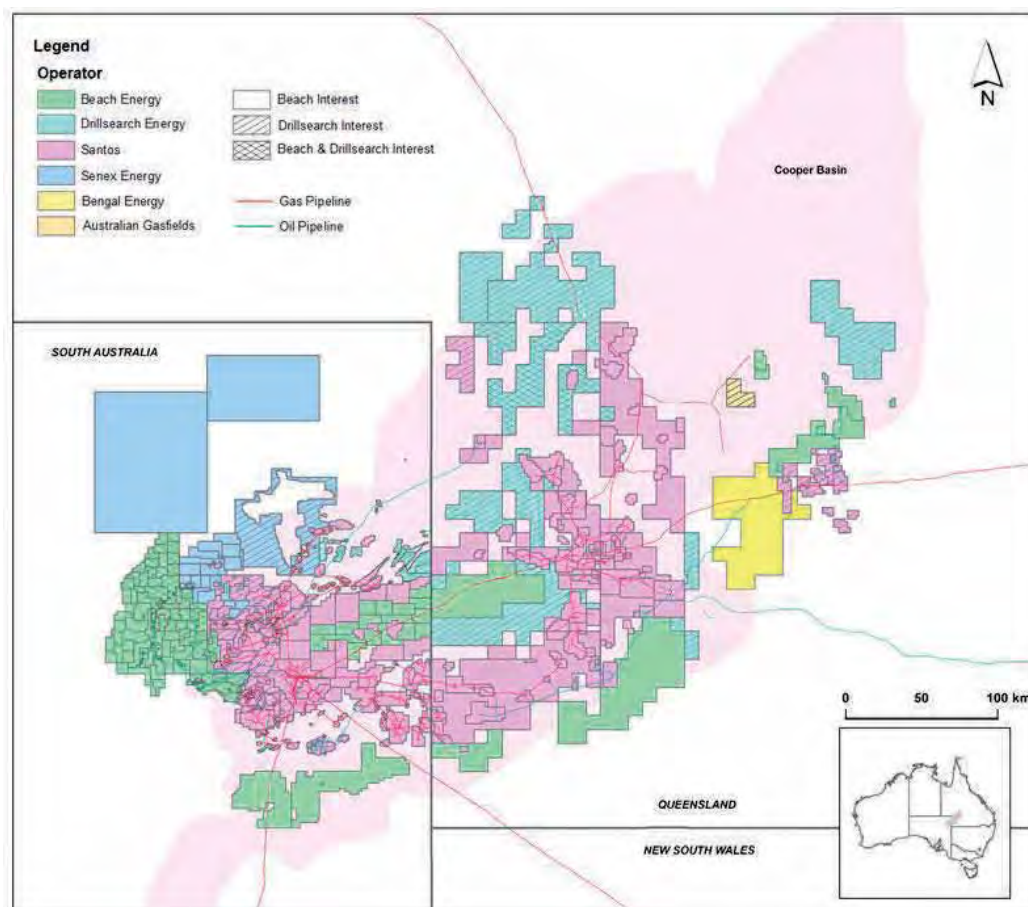 Legend
Operator
Beach Energy
Drillsearch Energy
Santos
Senex Energy
Bengal Energy
Australian Gasfields
Beach Interest
Drillsearch Interest
Beach & Drillsearch Interest
Gas Pipeline
Oil Pipeline
N
Cooper Basin
SOUTH AUSTRALIA
0 50 100 km
QUEENSLAND
NEW SOUTH WALES